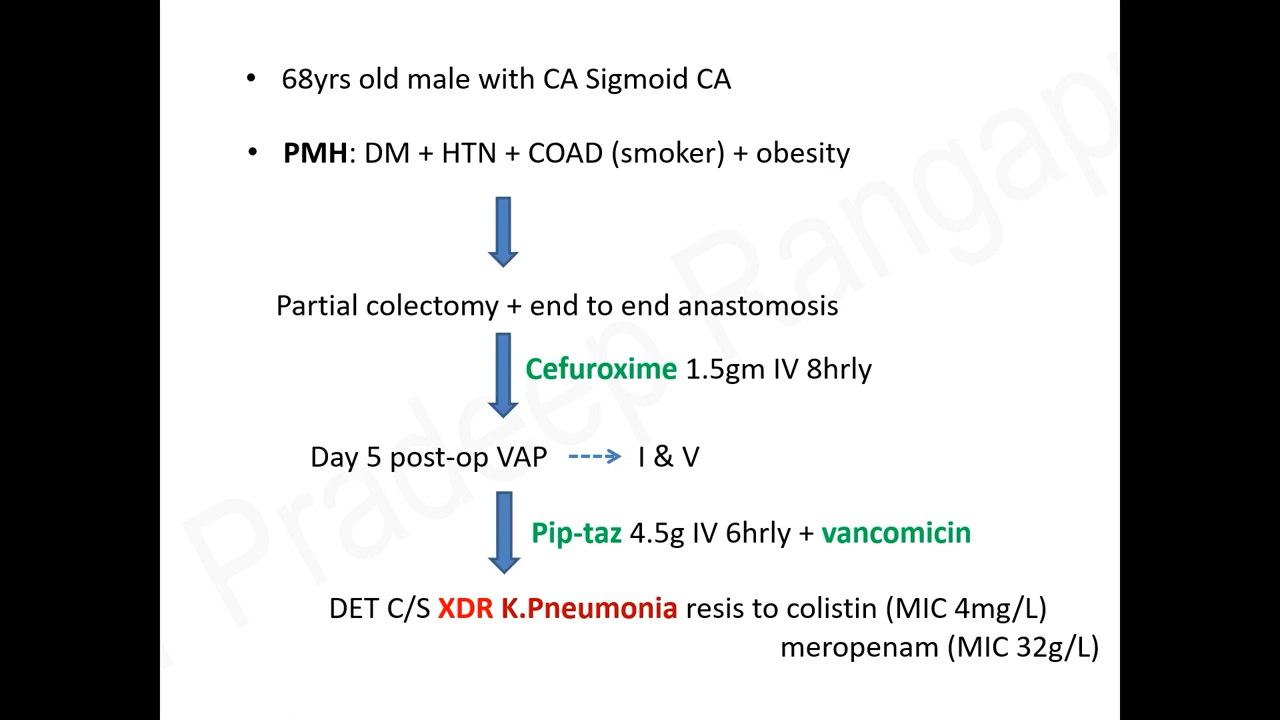 • 68yrs old male with CA Sigmoid CA
• PMH: DM + HTN + COAD (smoker) + obesity
Partial colectomy + end to end anastomosis
Cefuroxime 1.5gm IV 8hrly
Day 5 post-op VAP I & V
Pip-taz 4.5g IV 6hrly + vancomicin
DET C/S XDR K.Pneumonia resis to colistin (MIC 4mg/L)
meropenam (MIC 32g/L)
Pradeep Rangap